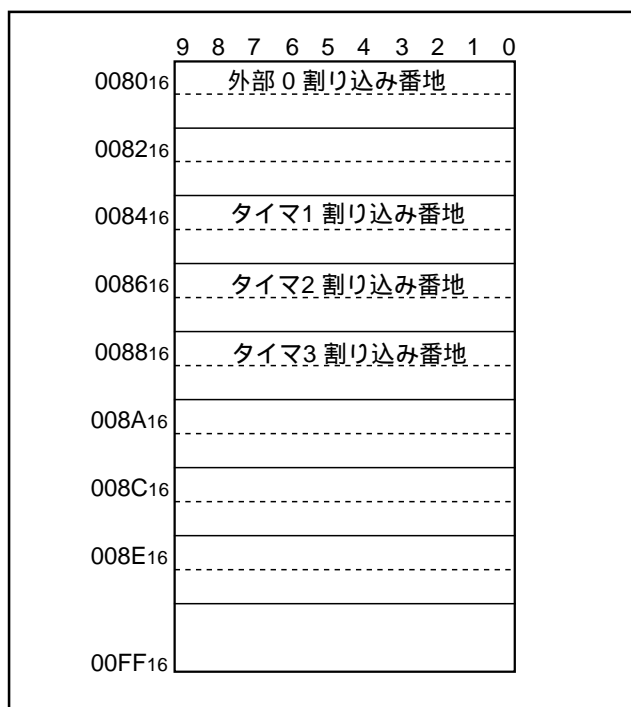 9 8 7 6 5 4 3 2 1 0
008016 外部 0 割り込み番地
008216
008416 タイマ1 割り込み番地
008616 タイマ2 割り込み番地
008816 タイマ3 割り込み番地
008A16
008C16
008E16
00FF16